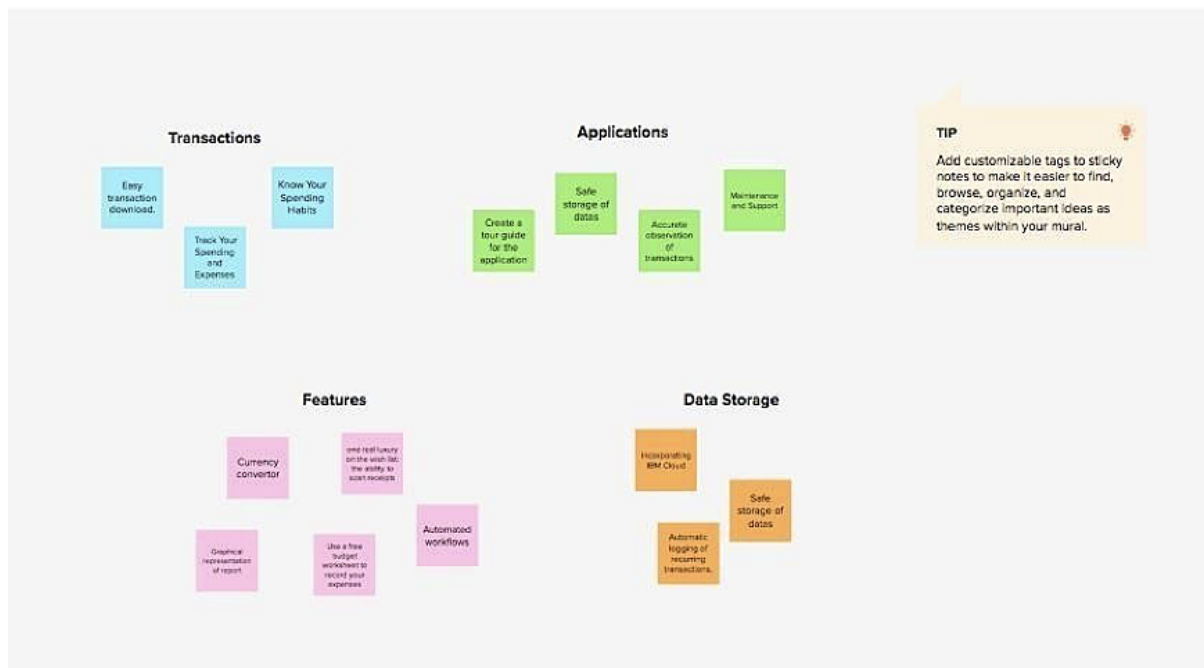 Transactions
Easy
transaction
download.
Know Your
Spending
Habits
Track Your
Spending
and
Expenses
Applications
Create a
tour guide
for the
application
Safe
storage of
datas
Accurate
observation
of
transactions
Maintenance
and Support
TIP
Add customizable tags to sticky
notes to make it easier to find,
browse, organize, and
categorize important ideas as
themes within your mural.
Features
Currency
convertor
one real luxury
on the wish list:
the ability to
scan receipts
Automated
workflows
Graphical
representation
of report
Use a free
budget
worksheet to
record your
expenses
Data Storage
Incorporating
IBM Cloud
Safe
storage of
datas
Automatic
logging of
recurring
transactions.